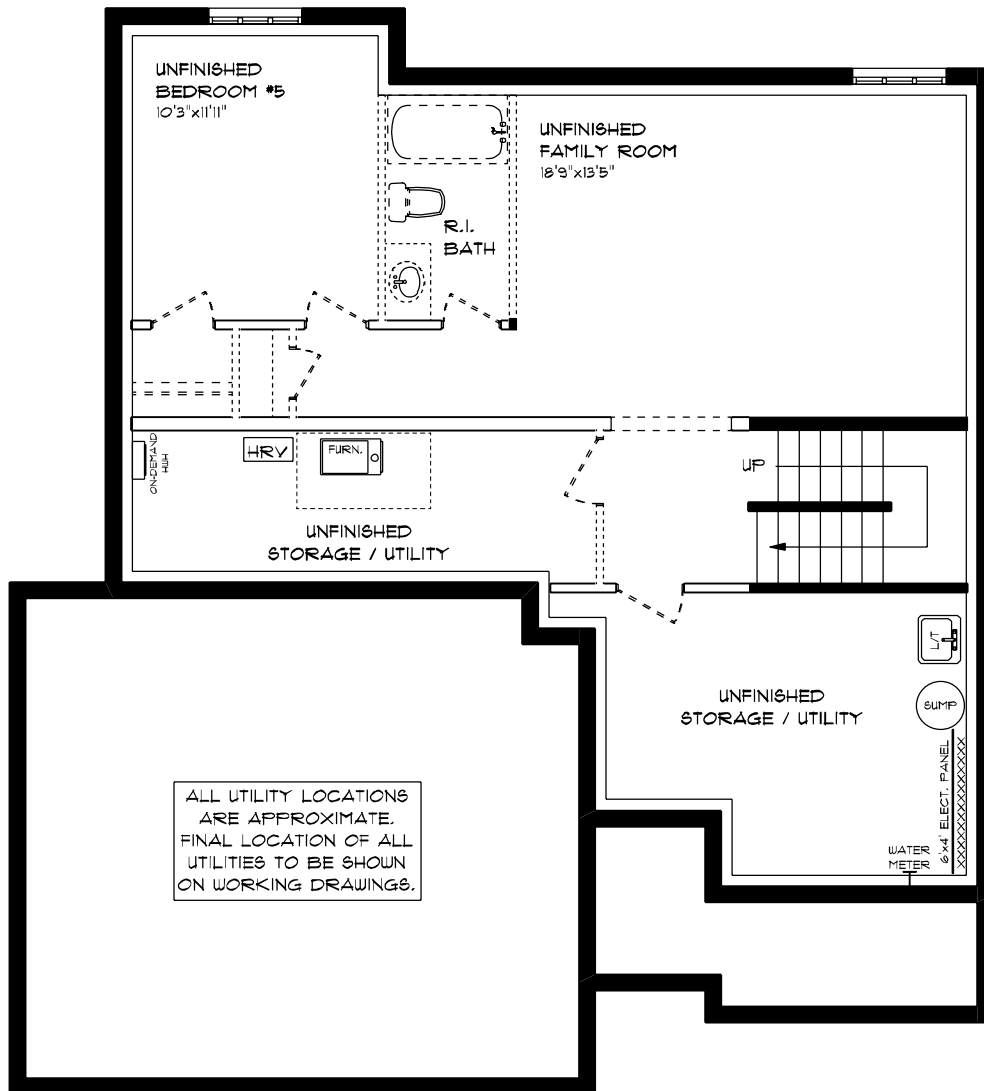 UNFINISHED
BEDROOM #5
10'3"x11'11"
UNFINISHED
FAMILY ROOM
18'9"x13'5"
R.I.
BATH
ON-DEMAND
HWH
HRV
FURN.
UP
UNFINISHED
STORAGE / UTILITY
L/T
SUMP
UNFINISHED
STORAGE / UTILITY
6'x4' ELECT. PANEL
WATER
METER
ALL UTILITY LOCATIONS
ARE APPROXIMATE.
FINAL LOCATION OF ALL
UTILITIES TO BE SHOWN
ON WORKING DRAWINGS.